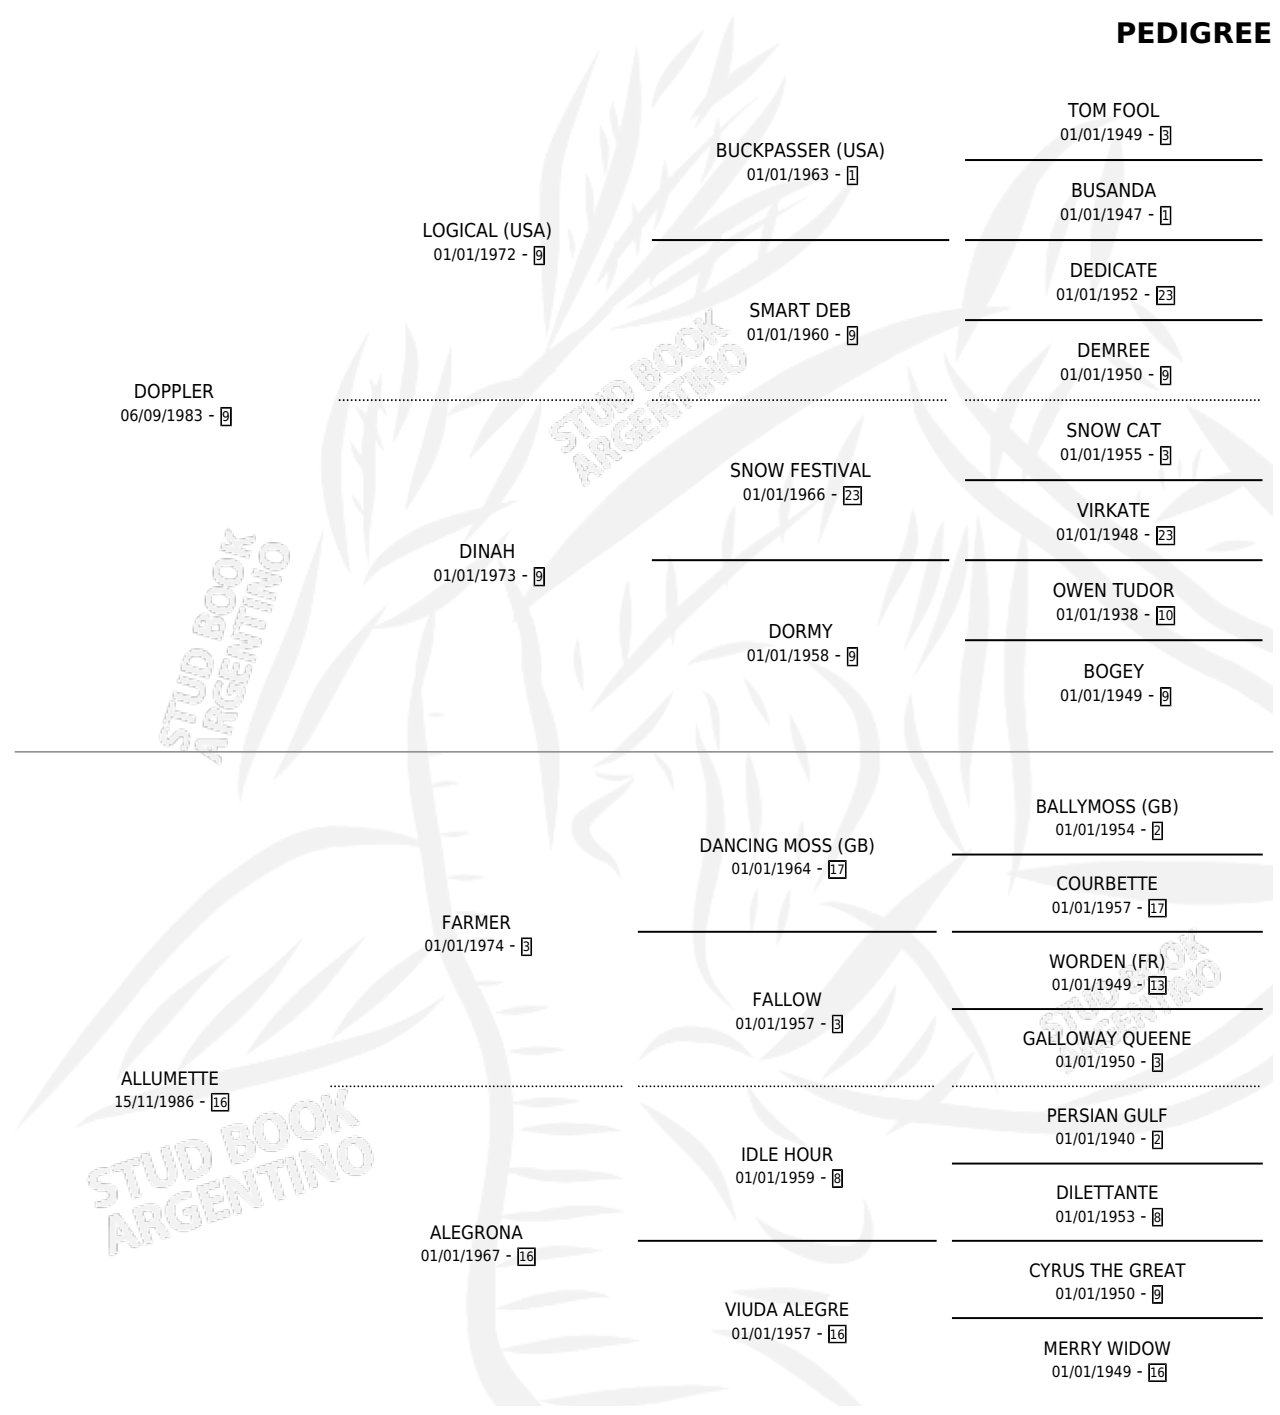 PEDIGREE
TOM FOOL
01/01/1949 - 3
BUCKPASSER (USA)
01/01/1963 - 1
BUSANDA
01/01/1947 - 1
LOGICAL (USA)
01/01/1972 - 9
DEDICATE
01/01/1952 - 23
SMART DEB
01/01/1960 - 9
DEMREE
01/01/1950 - 9
DOPPLER
06/09/1983 - 9
STUD BOOK
ARGENTINO
SNOW CAT
01/01/1955 - 3
SNOW FESTIVAL
01/01/1966 - 23
VIRKATE
01/01/1948 - 23
DINAH
01/01/1973 - 9
OWEN TUDOR
01/01/1938 - 10
DORMY
01/01/1958 - 9
BOGEY
01/01/1949 - 9
STUD BOOK
ARGENTINO
BALLYMOSS (GB)
01/01/1954 - 2
DANCING MOSS (GB)
01/01/1964 - 17
COURBETTE
01/01/1957 - 17
FARMER
01/01/1974 - 3
WORDEN (FR)
01/01/1949 - 13
STUD BOOK
ARGENTINO
FALLOW
01/01/1957 - 3
GALLOWAY QUEENE
01/01/1950 - 3
ALLUMETTE
15/11/1986 - 16
PERSIAN GULF
01/01/1940 - 2
IDLE HOUR
01/01/1959 - 8
STUD BOOK
ARGENTINO
DILETTANTE
01/01/1953 - 8
ALEGRONA
01/01/1967 - 16
CYRUS THE GREAT
01/01/1950 - 9
VIUDA ALEGRE
01/01/1957 - 16
MERRY WIDOW
01/01/1949 - 16